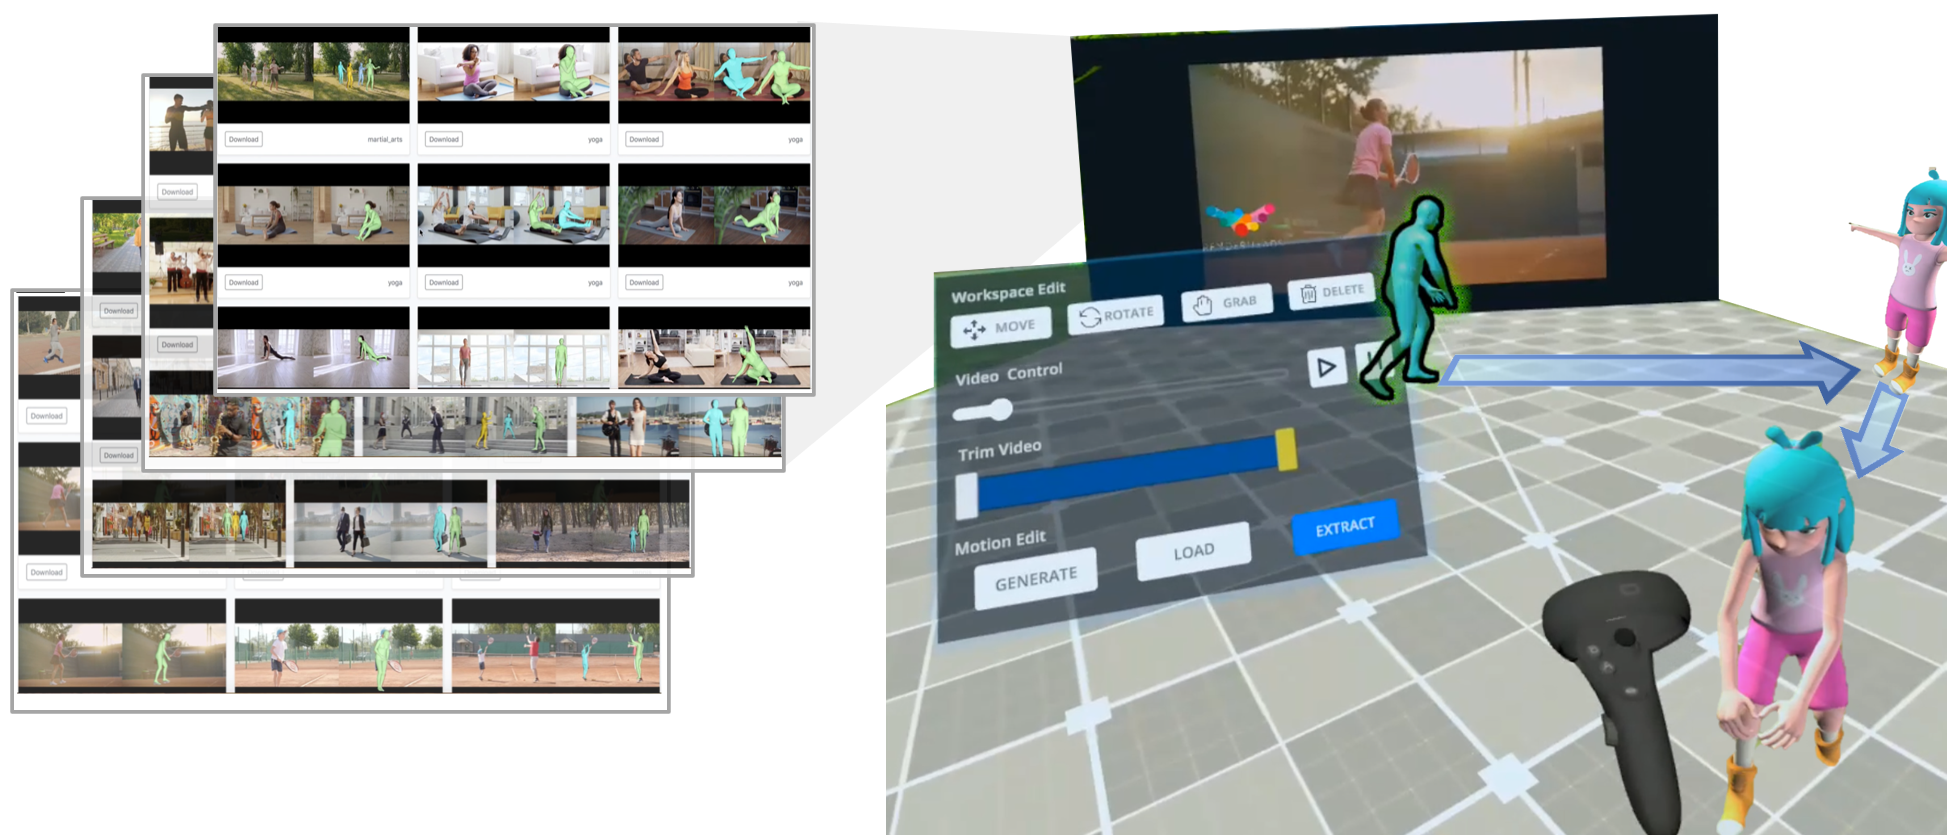 Download
martial_arts
Download
yoga
Download
yoga
Download
yoga
Download
yoga
Download
yoga
Download
Download
Download
Download
Download
Download
Workspace Edit
MOVE
ROTATE
GRAB
DELETE
Video Control
Trim Video
Motion Edit
GENERATE
LOAD
EXTRACT